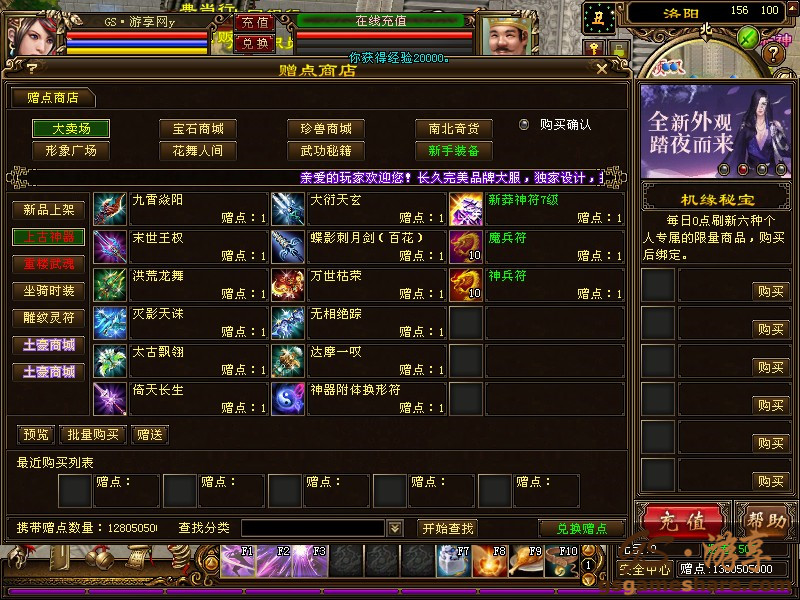 GS·游享网y
充值
兑换
在线充值
你获得经验20000。
洛阳
156 100
北
丑
?
赠点商店
赠点商店
大卖场
宝石商城
珍兽商城
南北奇货
购买确认
形象广场
花舞人间
武功秘籍
新手装备
亲爱的玩家欢迎您！长久完美品牌大服，独家设计，
全新外观
踏夜而来
机缘秘宝
每日0点刷新六种个
人专属的限量商品，购买
后绑定。
购买
购买
购买
购买
购买
购买
新品上架
上古神器
重楼武魂
坐骑时装
雕纹灵符
土豪商城
土豪商城
九霄焱阳
赠点：1
大衍天玄
赠点：1
新莽神符7级
赠点：1
末世王权
赠点：1
蝶影刺月剑（百花）
赠点：1
10
魔兵符
赠点：1
洪荒龙舞
赠点：1
万世枯荣
赠点：1
10
神兵符
赠点：1
灭影天诛
赠点：1
无相绝踪
赠点：1
太古飘翎
赠点：1
达摩一叹
赠点：1
倚天长生
赠点：1
神器附体换形符
赠点：1
预览
批量购买
赠送
最近购买列表
赠点：
赠点：
赠点：
赠点：
赠点：
携带赠点数量：12805050
查找分类
开始查找
兑换赠点
充值
帮助
F1
F2
F3
F7
F8
F9
F10
1
安全中心
赠点:1380505000
gsgameshare.com